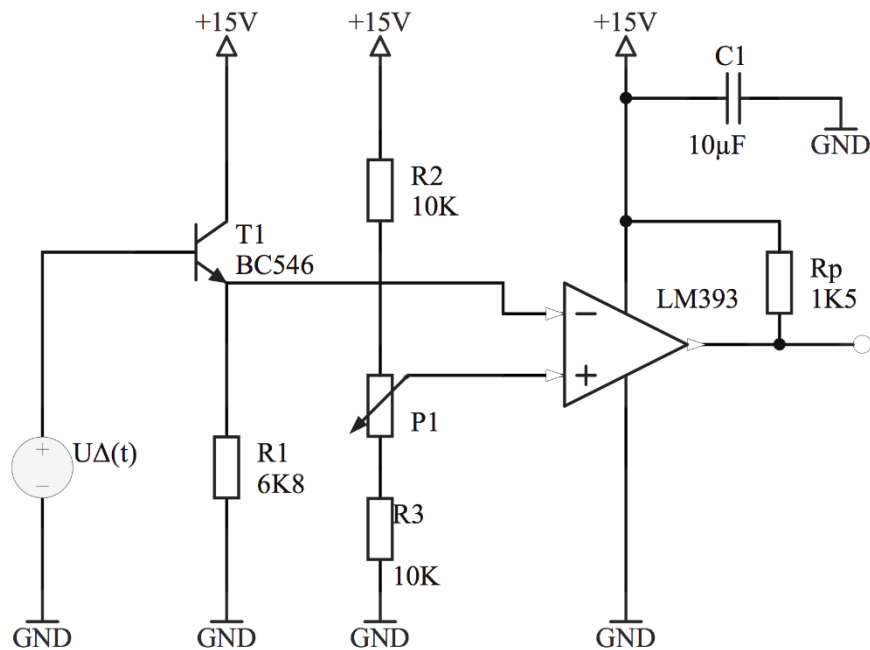 +15V
+15V
+15V
C1
10µF
GND
R2
10K
T1
BC546
LM393
Rp
1K5
−
+
P1
+
−
UΔ(t)
R1
6K8
R3
10K
GND
GND
GND
GND